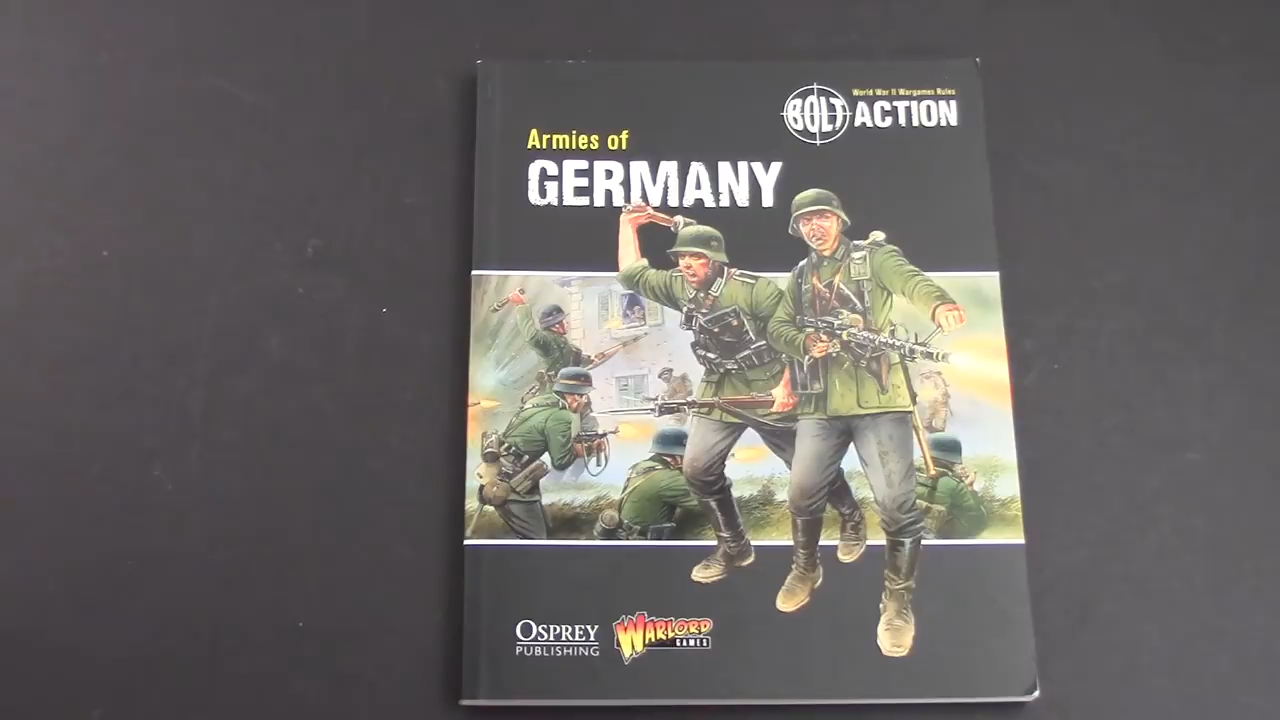 World War II Wargames Rules
BOLT ACTION
Armies of
GERMANY
OSPREY
PUBLISHING
WARLORD
GAMES